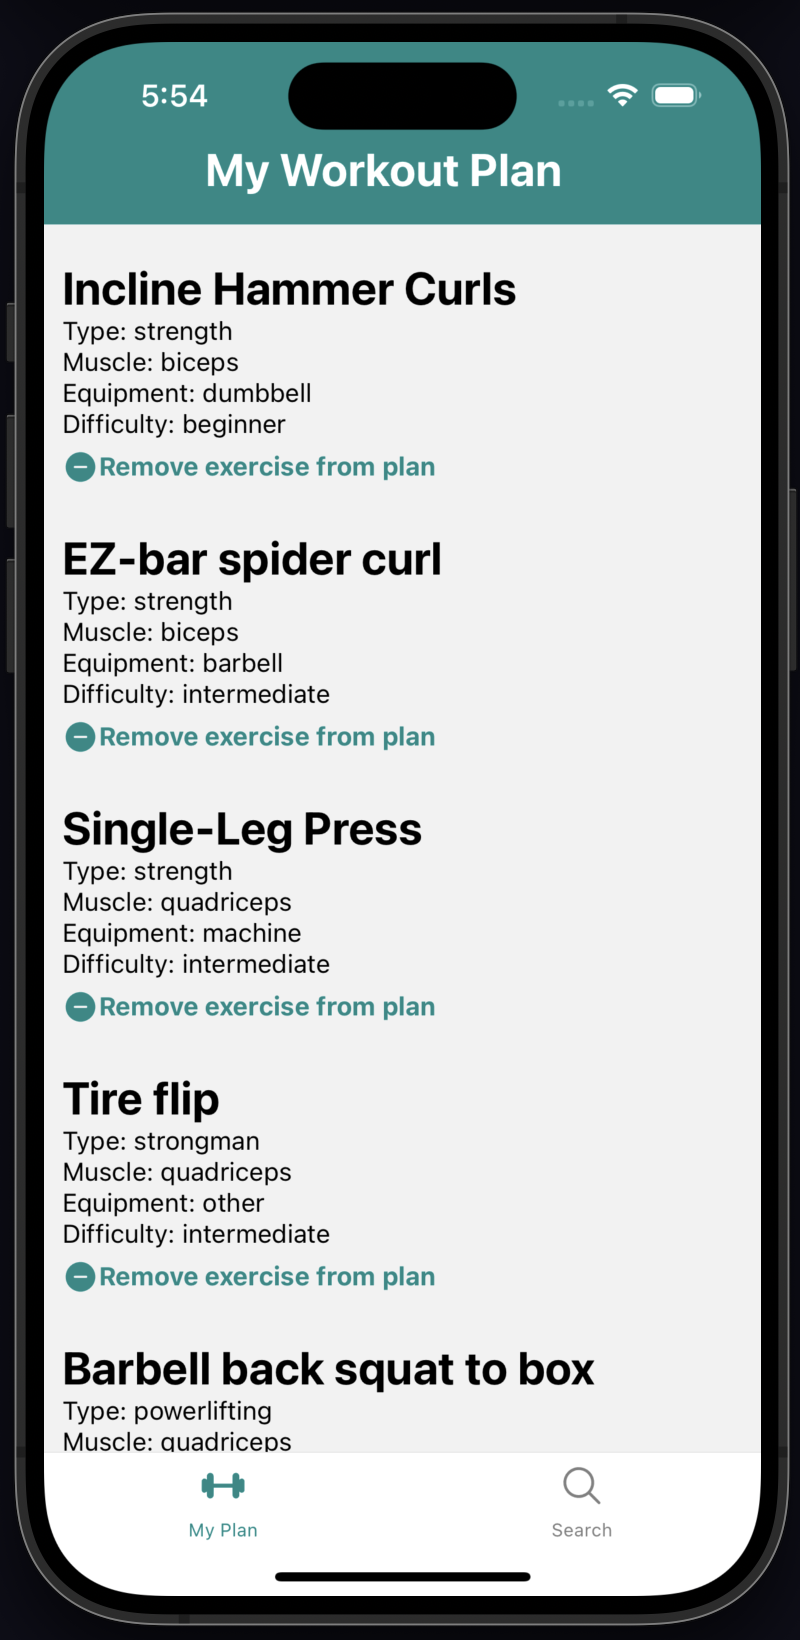 5:54
My Workout Plan
Incline Hammer Curls
Type: strength
Muscle: biceps
Equipment: dumbbell
Difficulty: beginner
Remove exercise from plan
EZ-bar spider curl
Type: strength
Muscle: biceps
Equipment: barbell
Difficulty: intermediate
Remove exercise from plan
Single-Leg Press
Type: strength
Muscle: quadriceps
Equipment: machine
Difficulty: intermediate
Remove exercise from plan
Tire flip
Type: strongman
Muscle: quadriceps
Equipment: other
Difficulty: intermediate
Remove exercise from plan
Barbell back squat to box
Type: powerlifting
Muscle: quadriceps
My Plan
Search